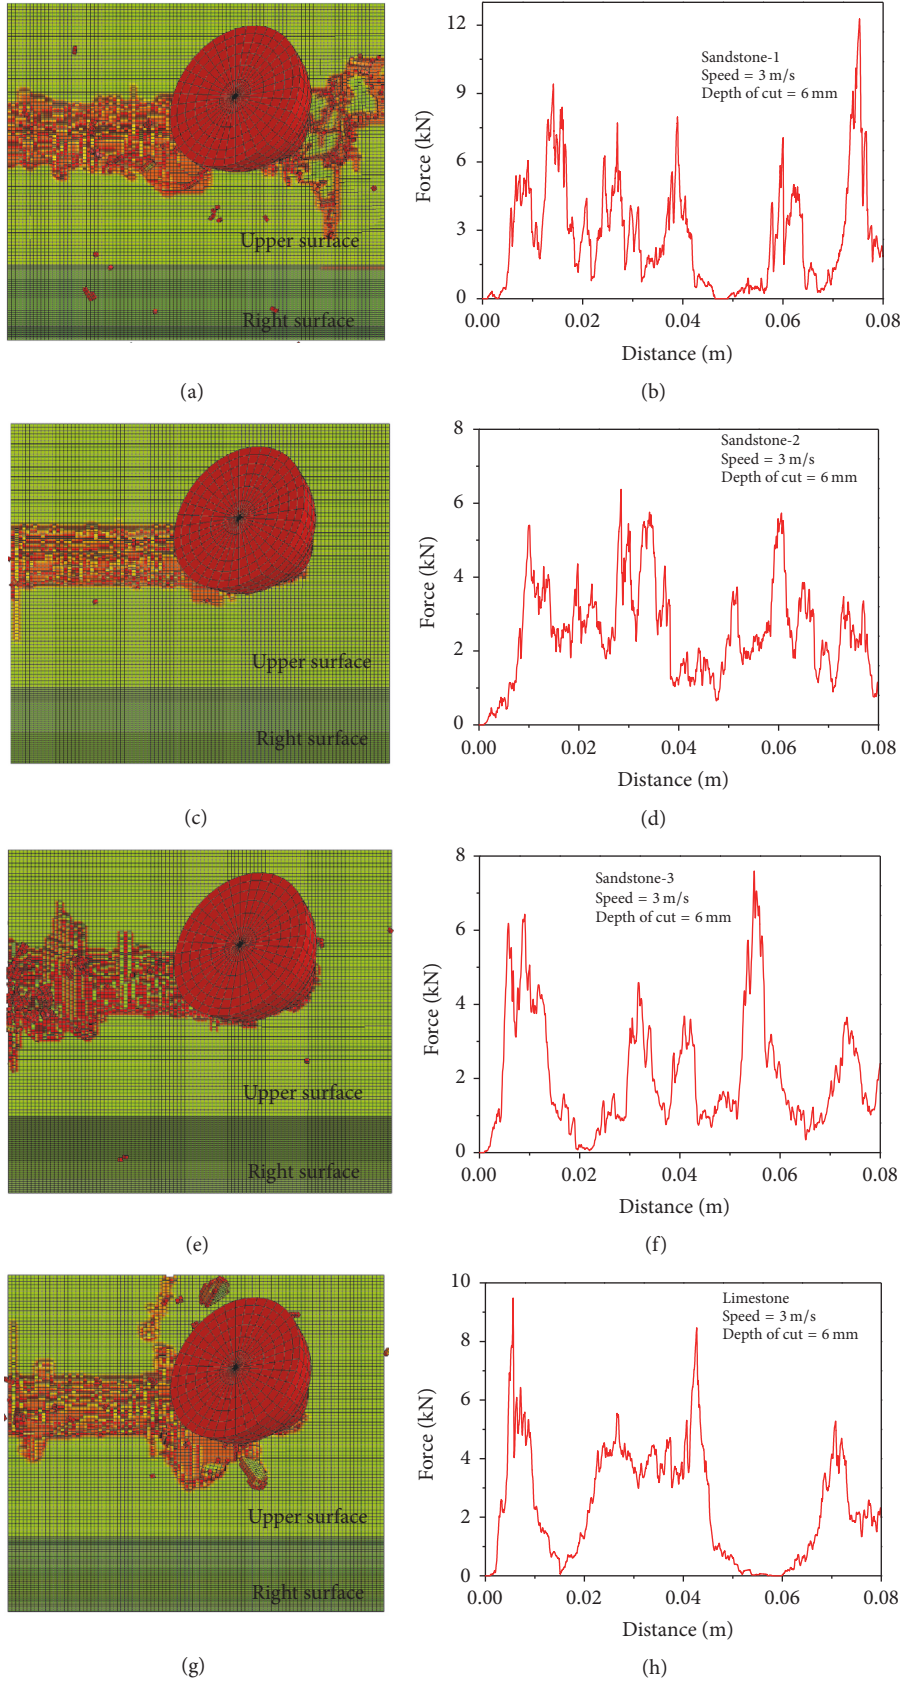 Upper surface
Right surface
(a)
12
9
6
3
0
Force (kN)
Sandstone-1
Speed = 3 m/s
Depth of cut = 6 mm
0.00 0.02 0.04 0.06 0.08
Distance (m)
(b)
Upper surface
Right surface
(c)
8
6
4
2
0
Force (kN)
Sandstone-2
Speed = 3 m/s
Depth of cut = 6 mm
0.00 0.02 0.04 0.06 0.08
Distance (m)
(d)
Upper surface
Right surface
(e)
8
6
4
2
0
Force (kN)
Sandstone-3
Speed = 3 m/s
Depth of cut = 6 mm
0.00 0.02 0.04 0.06 0.08
Distance (m)
(f)
Upper surface
Right surface
(g)
10
8
6
4
2
0
Force (kN)
Limestone
Speed = 3 m/s
Depth of cut = 6 mm
0.00 0.02 0.04 0.06 0.08
Distance (m)
(h)